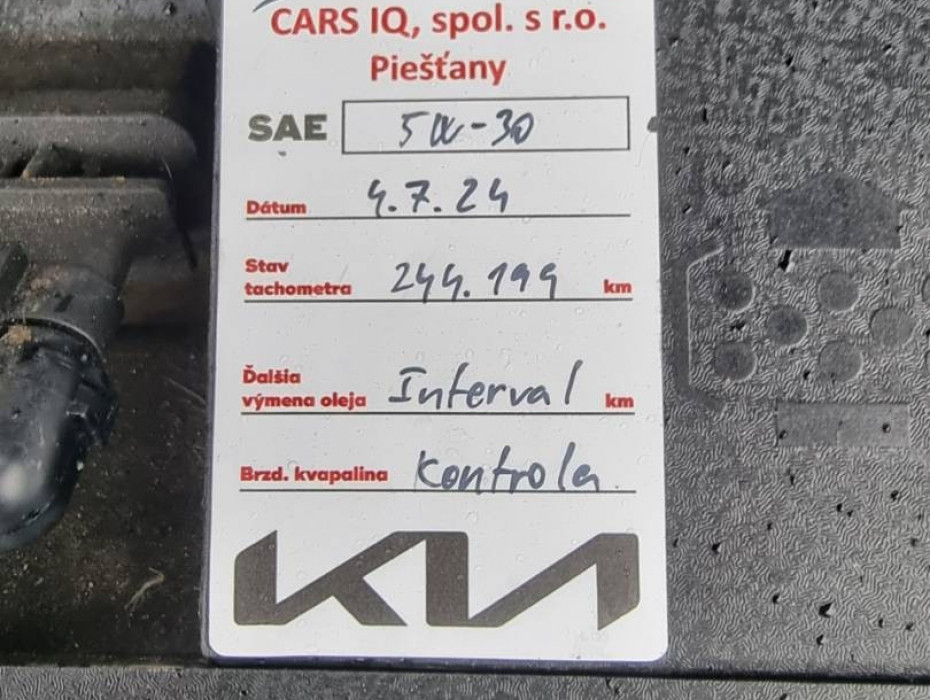 CARS IQ, spol. s r.o.
Piešťany
SAE 5W-30
Dátum 4.7.24
Stav
tachometra 244.199 km
Ďalšia
výmena oleja Interval km
Brzd. kvapalina Kontrola
KIA